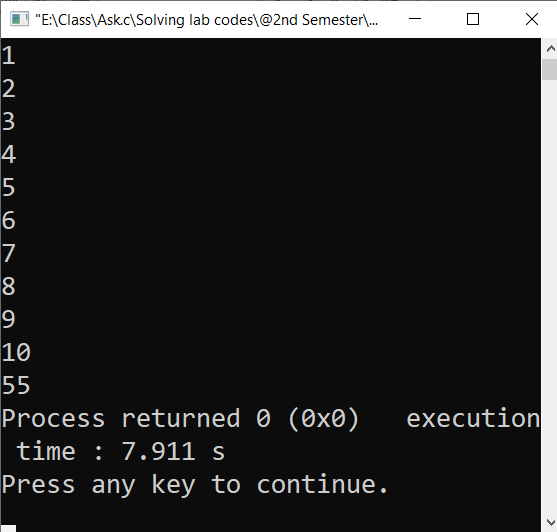 "E:\Class\Ask.c\Solving lab codes\@2nd Semester\...
1
2
3
4
5
6
7
8
9
10
55
Process returned 0 (0x0)   execution
 time : 7.911 s
Press any key to continue.